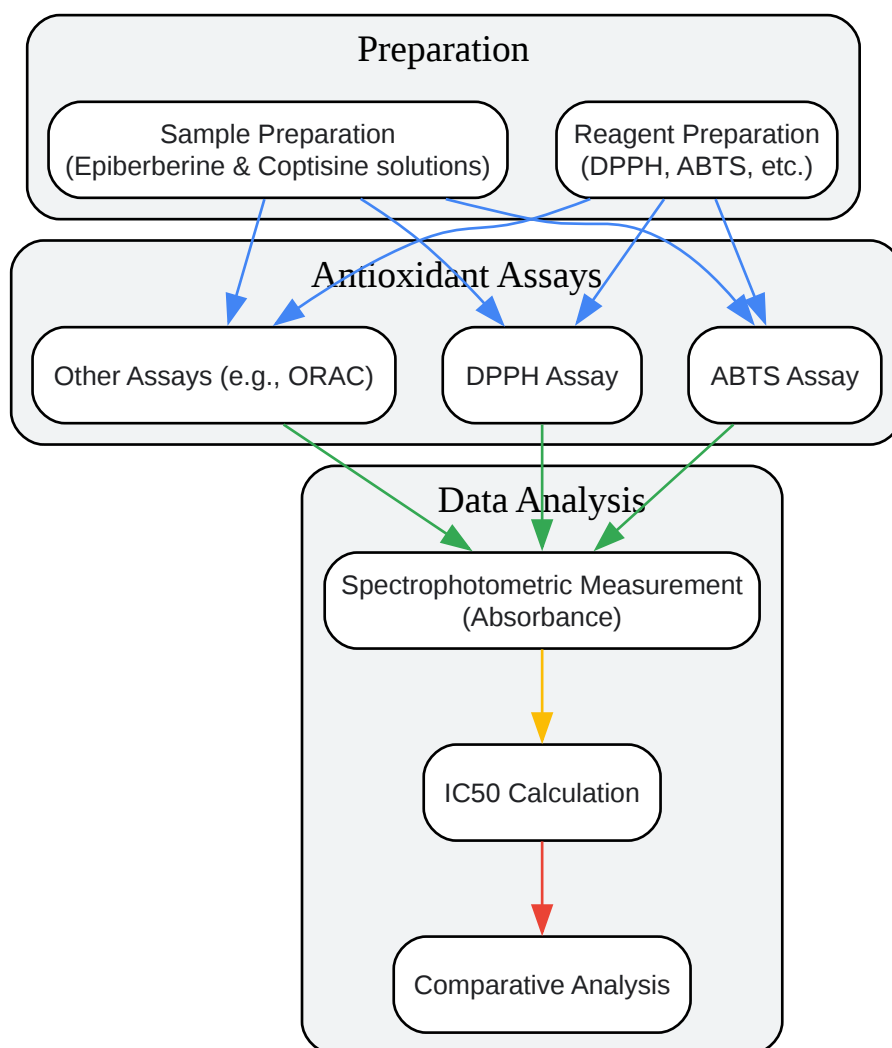 Preparation
Sample Preparation
(Epiberberine & Coptisine solutions)
Reagent Preparation
(DPPH, ABTS, etc.)
Antioxidant Assays
Other Assays (e.g., ORAC)
DPPH Assay
ABTS Assay
Data Analysis
Spectrophotometric Measurement
(Absorbance)
IC50 Calculation
Comparative Analysis